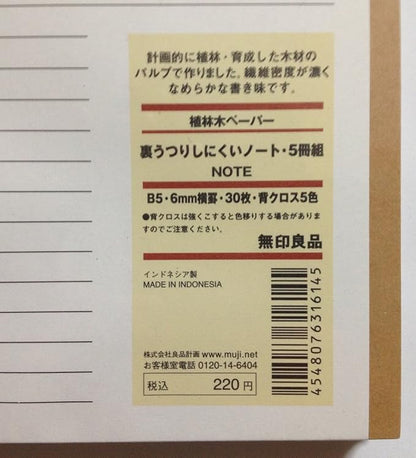 計画的に植林・育成した木材の
パルプで作りました。繊維密度が濃く
なめらかな書き味です。
植林木ペーパー
裏うつりしにくいノート・5冊組
NOTE
B5・6mm横罫・30枚・背クロス5色
●背クロスは強くこすると色移りする場合がありま
すのでご注意ください。
無印良品
インドネシア製
MADE IN INDONESIA
4548076316145
株式会社良品計画 www.muji.net
お客様室電話 0120-14-6404
税込 220円